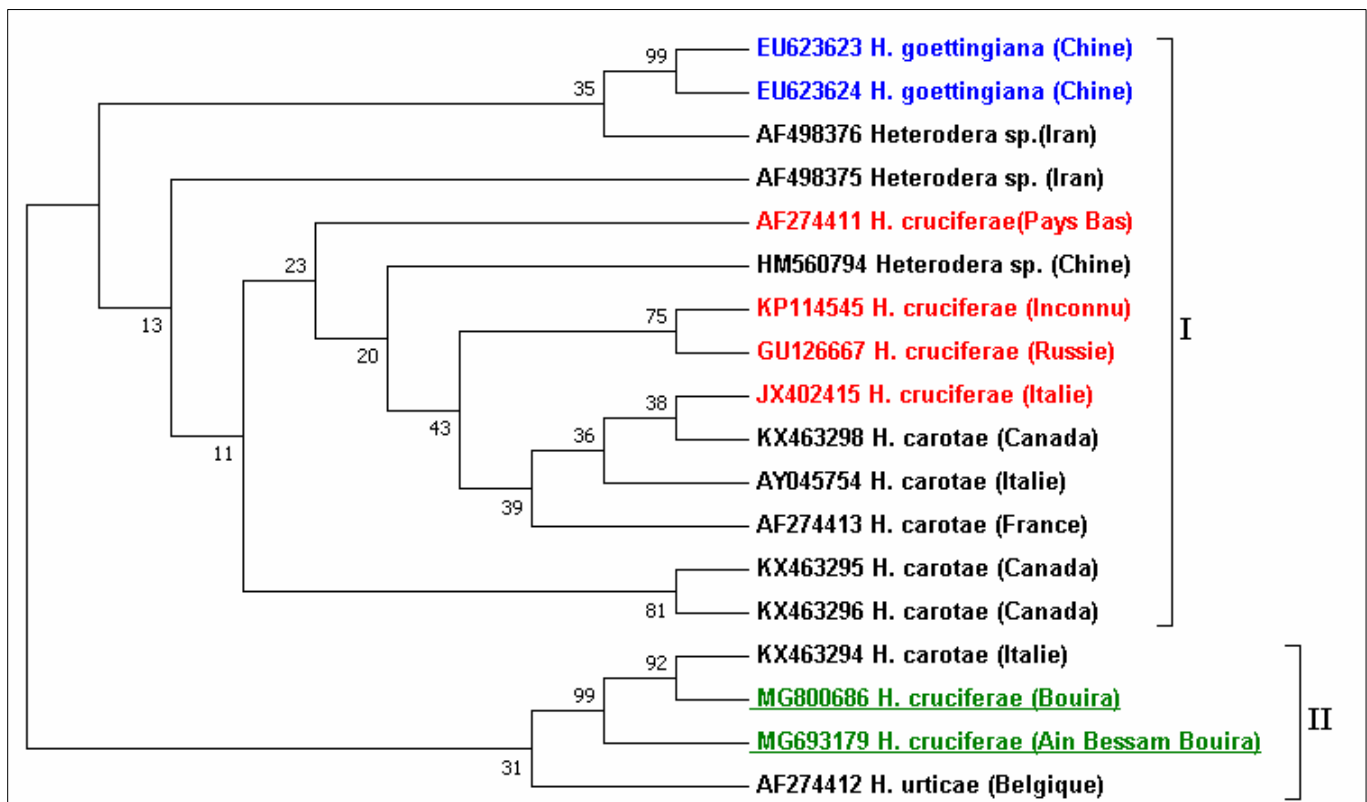 EU623623 H. goettingiana (Chine)
99
EU623624 H. goettingiana (Chine)
35
AF498376 Heterodera sp.(Iran)
AF498375 Heterodera sp. (Iran)
13
AF274411 H. cruciferae(Pays Bas)
23
HM560794 Heterodera sp. (Chine)
20
KP114545 H. cruciferae (Inconnu)
75
GU126667 H. cruciferae (Russie)
43
JX402415 H. cruciferae (Italie)
38
KX463298 H. carotae (Canada)
36
AY045754 H. carotae (Italie)
39
AF274413 H. carotae (France)
11
KX463295 H. carotae (Canada)
81
KX463296 H. carotae (Canada)
I
KX463294 H. carotae (Italie)
92
MG800686 H. cruciferae (Bouira)
99
MG693179 H. cruciferae (Ain Bessam Bouira)
31
AF274412 H. urticae (Belgique)
II